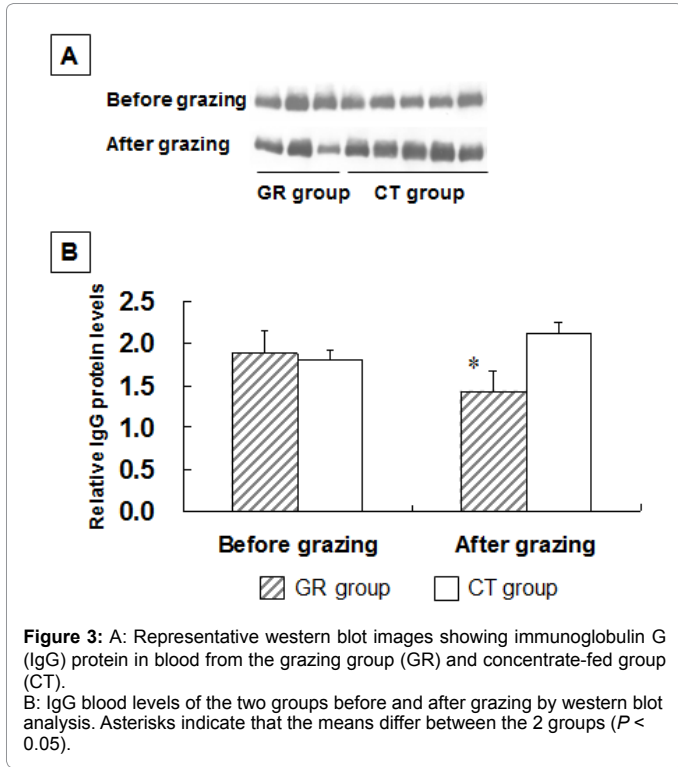 A
Before grazing
After grazing
GR group CT group
B
Relative IgG protein levels
2.5
2.0
1.5
1.0
0.5
0.0
*
Before grazing After grazing
GR group CT group
Figure 3: A: Representative western blot images showing immunoglobulin G
(IgG) protein in blood from the grazing group (GR) and concentrate-fed group
(CT).
B: IgG blood levels of the two groups before and after grazing by western blot
analysis. Asterisks indicate that the means differ between the 2 groups (P <
0.05).